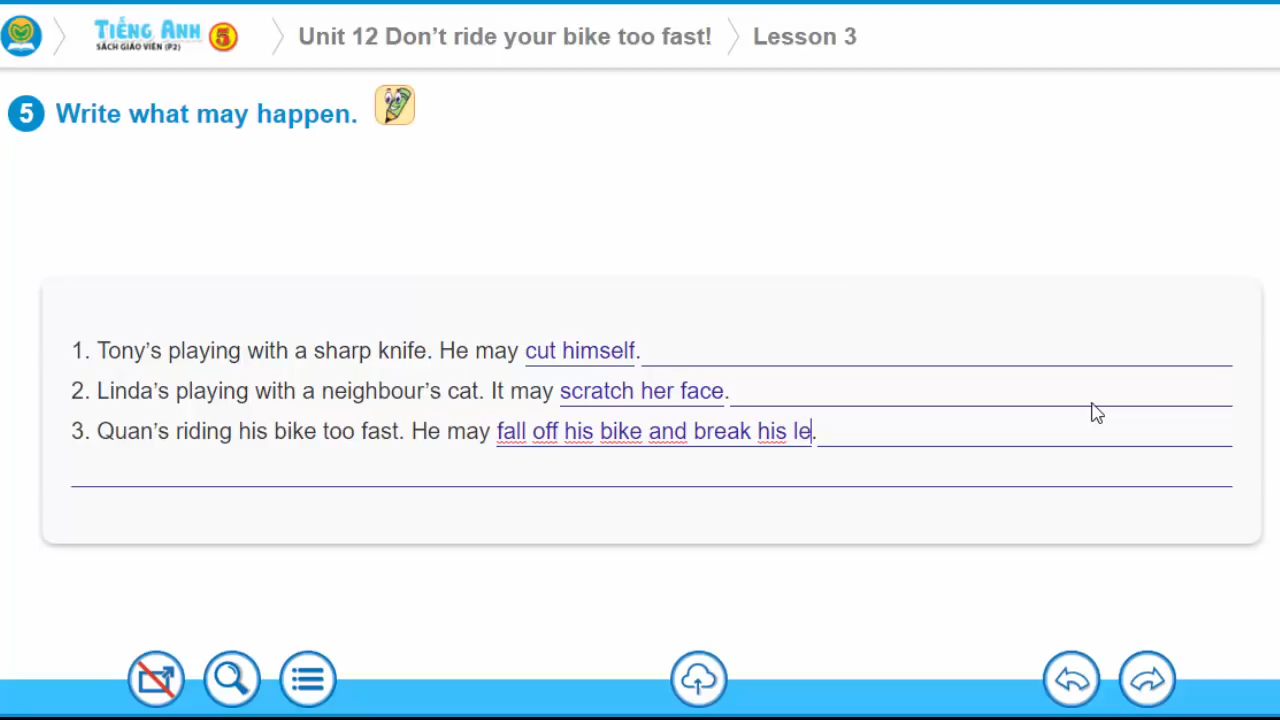 TIẾNG ANH 5
SÁCH GIÁO VIÊN (P2)
Unit 12 Don't ride your bike too fast!
Lesson 3
5 Write what may happen.
1. Tony's playing with a sharp knife. He may cut himself.
2. Linda's playing with a neighbour's cat. It may scratch her face.
3. Quan's riding his bike too fast. He may fall off his bike and break his le.